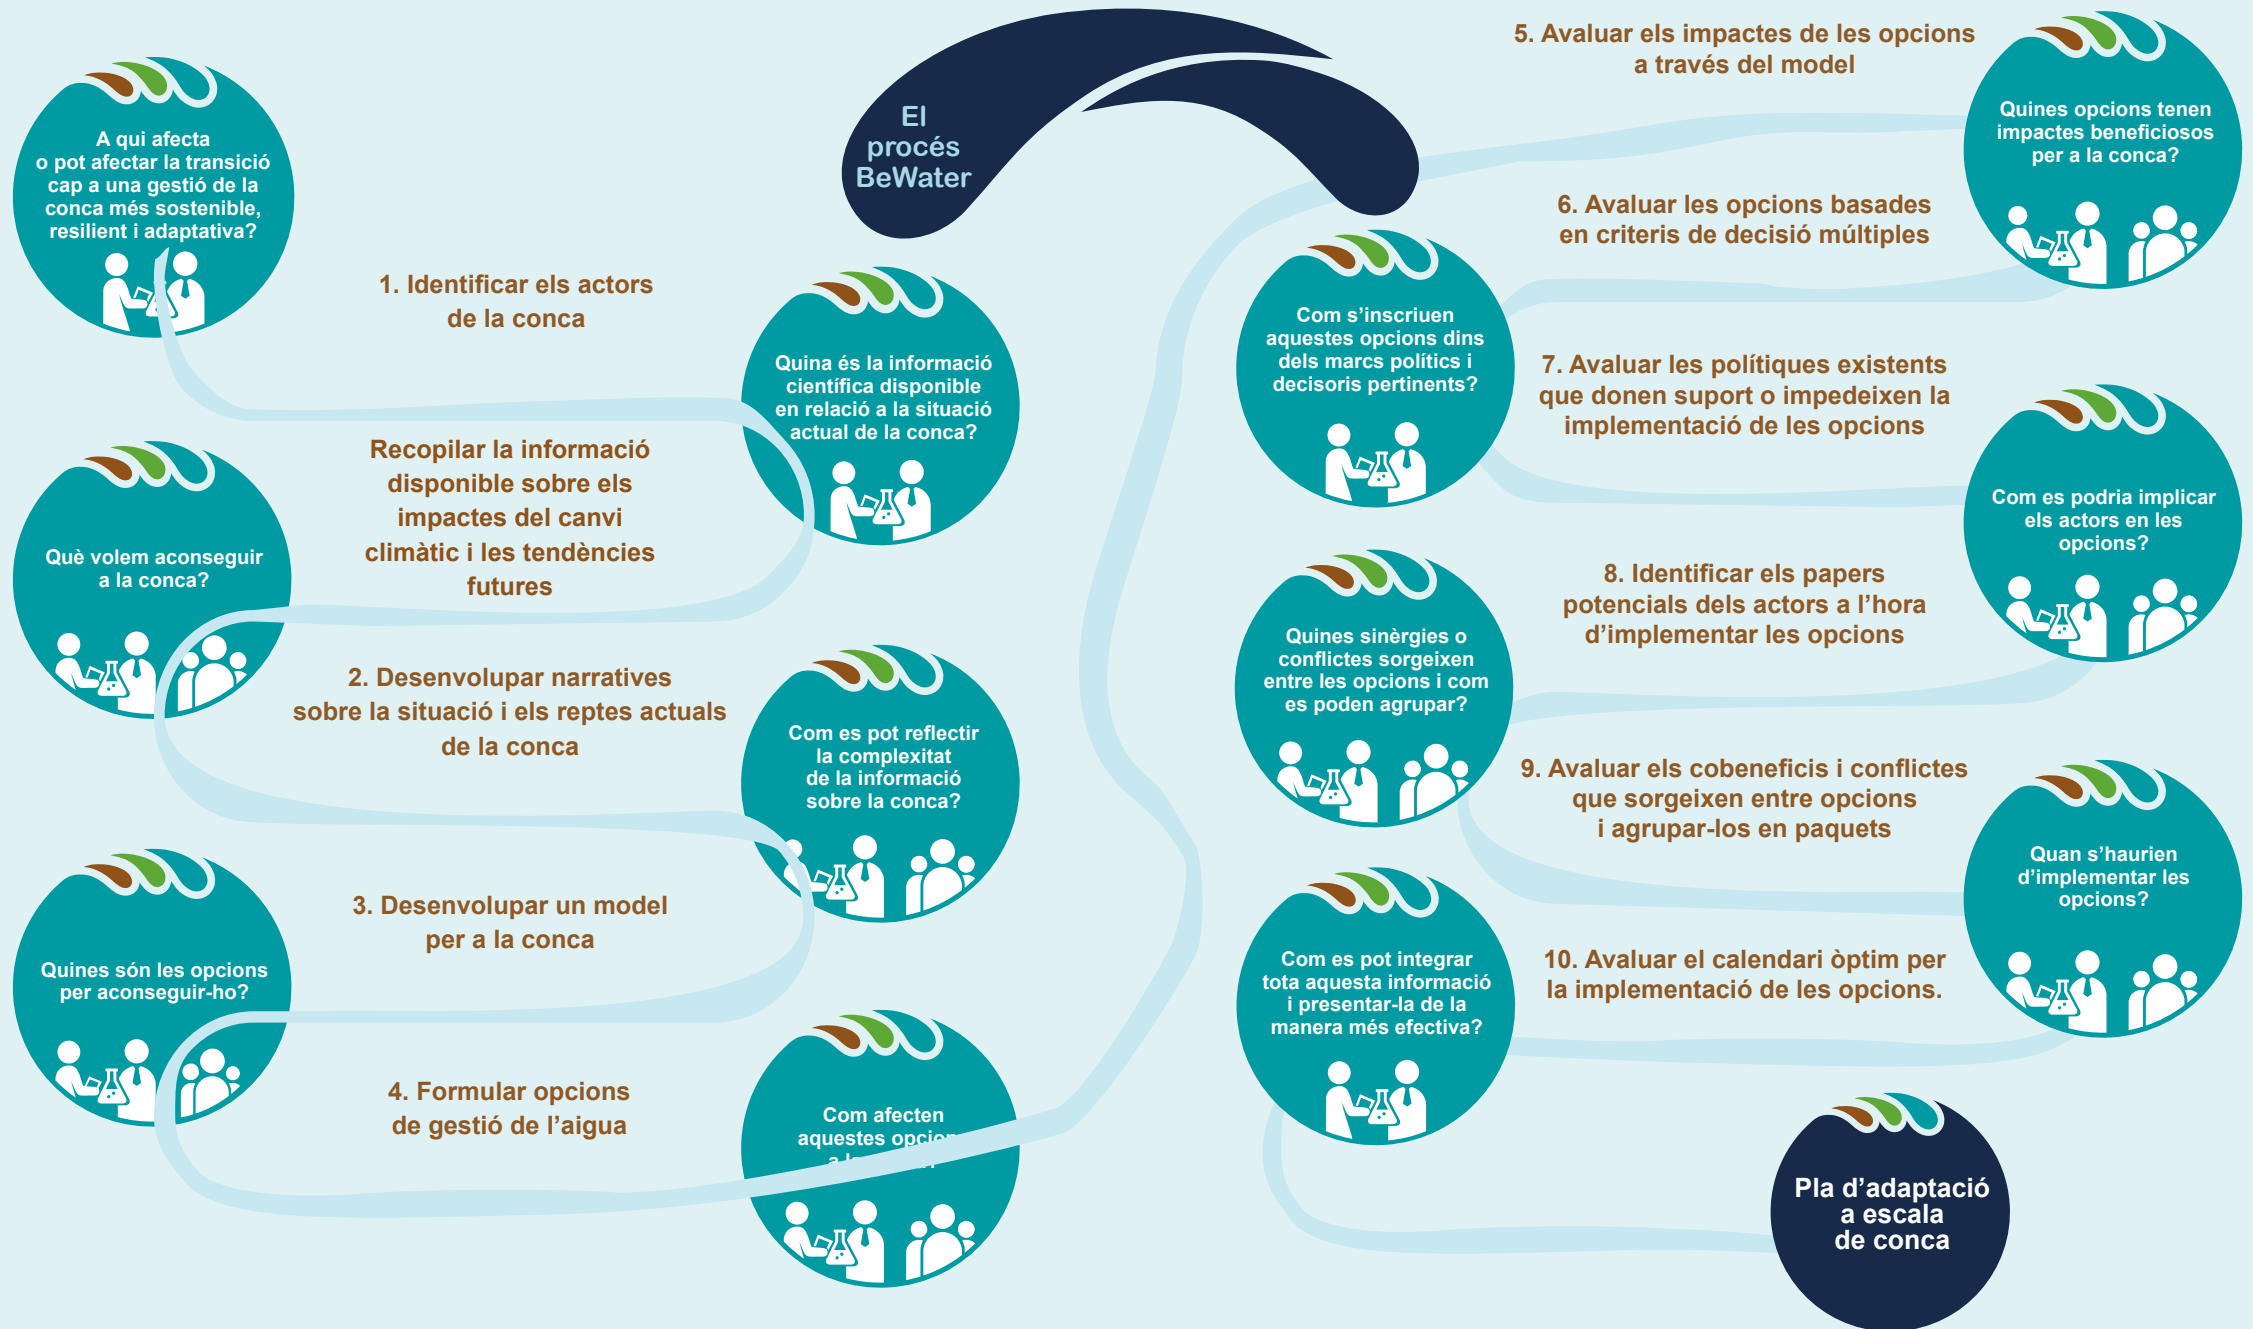 El
procés
BeWater
A qui afecta
o pot afectar la transició
cap a una gestió de la
conca més sostenible,
resilient i adaptativa?
1. Identificar els actors
de la conca
Quina és la informació
científica disponible
en relació a la situació
actual de la conca?
Recopilar la informació
disponible sobre els
impactes del canvi
climàtic i les tendències
futures
Què volem aconseguir
a la conca?
2. Desenvolupar narratives
sobre la situació i els reptes actuals
de la conca
Com es pot reflectir
la complexitat
de la informació
sobre la conca?
3. Desenvolupar un model
per a la conca
Quines són les opcions
per aconseguir-ho?
4. Formular opcions
de gestió de l’aigua
Com afecten
aquestes
a
5. Avaluar els impactes de les opcions
a través del model
Quines opcions tenen
impactes beneficiosos
per a la conca?
6. Avaluar les opcions basades
en criteris de decisió múltiples
Com s’inscriuen
aquestes opcions dins
dels marcs polítics i
decisoris pertinents?
7. Avaluar les polítiques existents
que donen suport o impedeixen la
implementació de les opcions
Com es podria implicar
els actors en les
opcions?
8. Identificar els papers
potencials dels actors a l’hora
d’implementar les opcions
Quines sinèrgies o
conflictes sorgeixen
entre les opcions i com
es poden agrupar?
9. Avaluar els cobeneficis i conflictes
que sorgeixen entre opcions
i agrupar-los en paquets
Quan s’haurien
d’implementar les
opcions?
10. Avaluar el calendari òptim per
la implementació de les opcions.
Com es pot integrar
tota aquesta informació
i presentar-la de la
manera més efectiva?
Pla d’adaptació
a escala
de conca